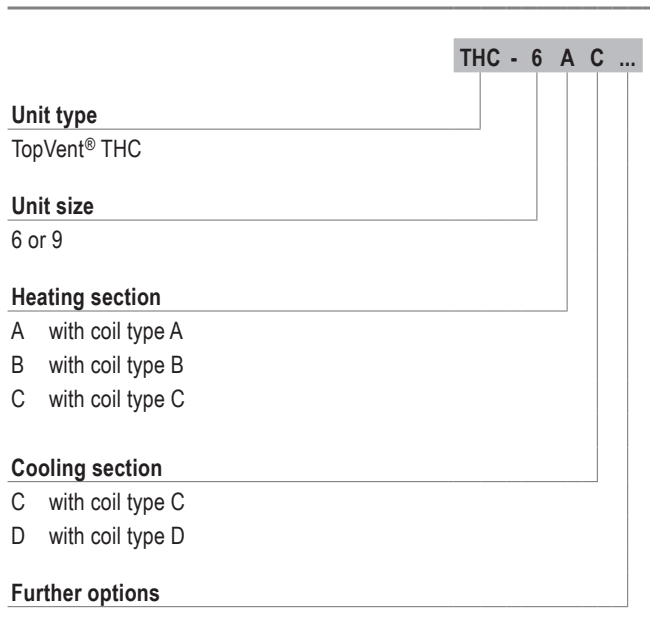 THC - 6 A C ...
Unit type
TopVent® THC
Unit size
6 or 9
Heating section
A with coil type A
B with coil type B
C with coil type C
Cooling section
C with coil type C
D with coil type D
Further options